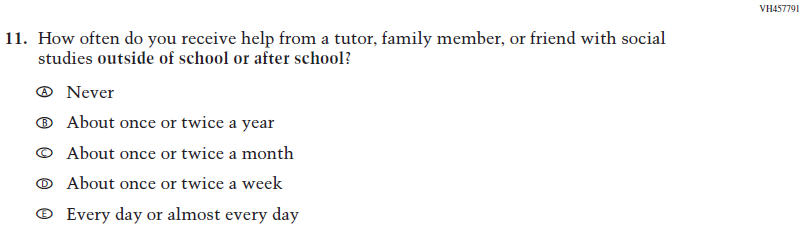 VH457791
11. How often do you receive help from a tutor, family member, or friend with social
studies outside of school or after school?
A Never
B About once or twice a year
C About once or twice a month
D About once or twice a week
E Every day or almost every day